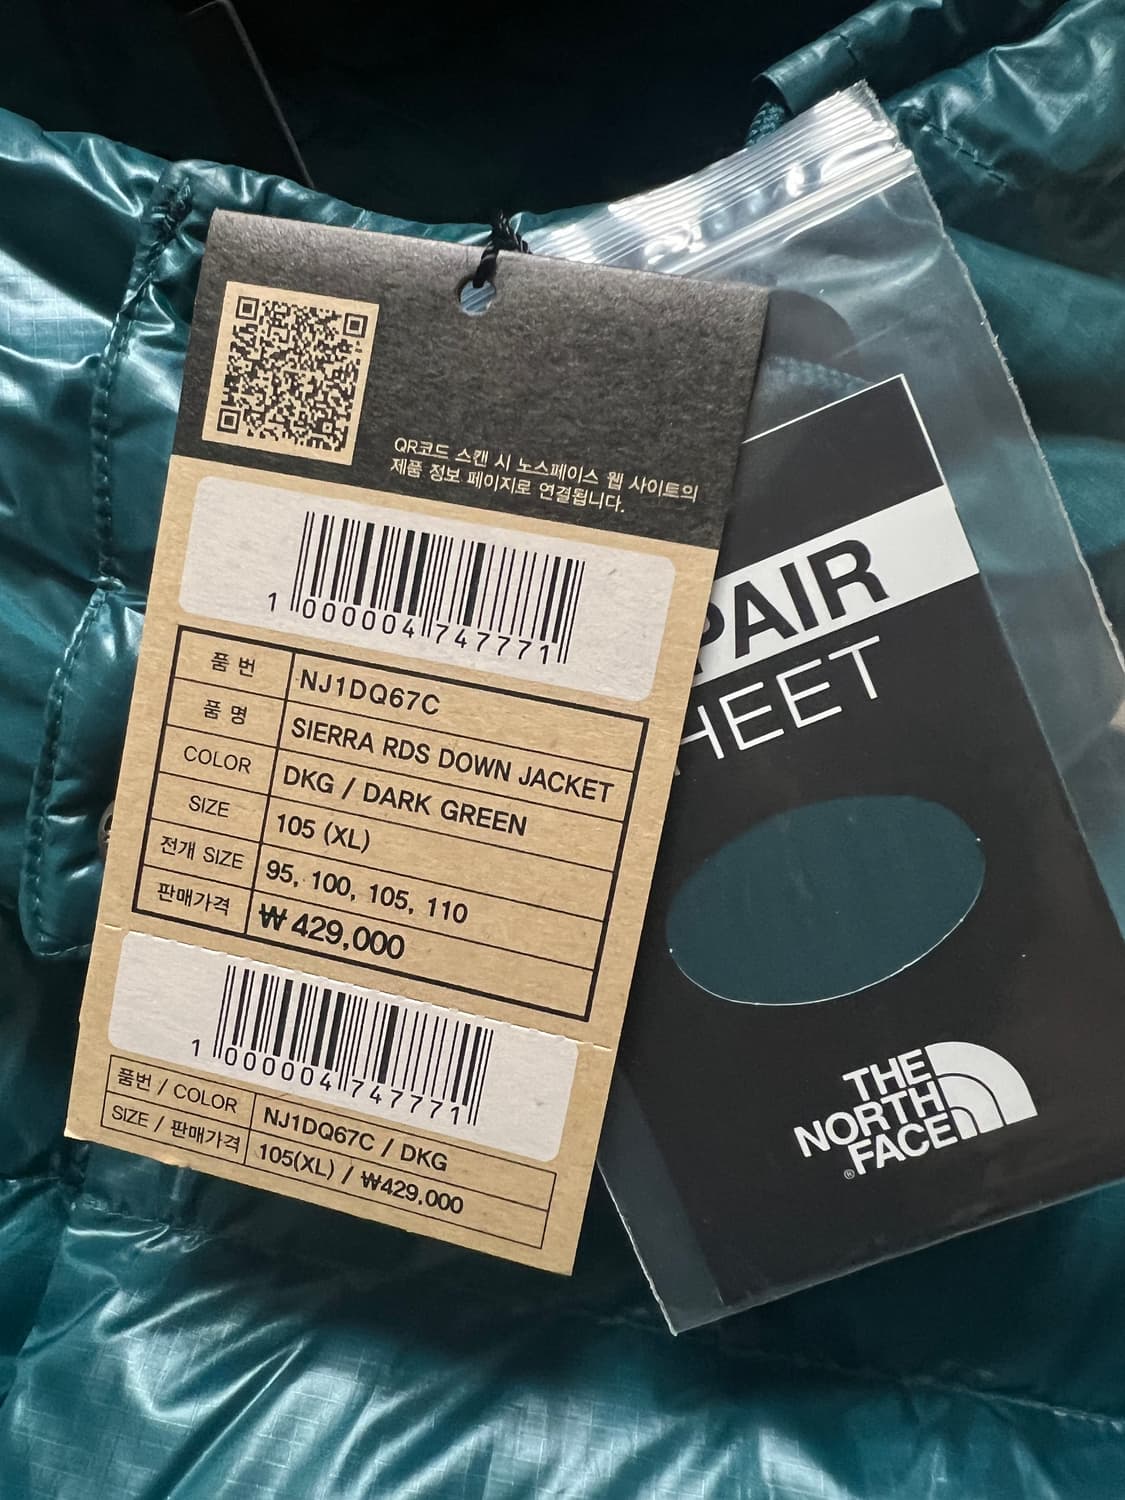 QR코드 스캔 시 노스페이스 웹 사이트의
제품 정보 페이지로 연결됩니다.
1 000004 747771
품 번 NJ1DQ67C
품 명 SIERRA RDS DOWN JACKET
COLOR DKG / DARK GREEN
SIZE 105 (XL)
전개 SIZE 95, 100, 105, 110
판매가격 ₩ 429,000
1 000004 747771
품번 / COLOR NJ1DQ67C / DKG
SIZE / 판매가격 105(XL) / ₩429,000
PAIR
HEET
THE
NORTH
®FACE